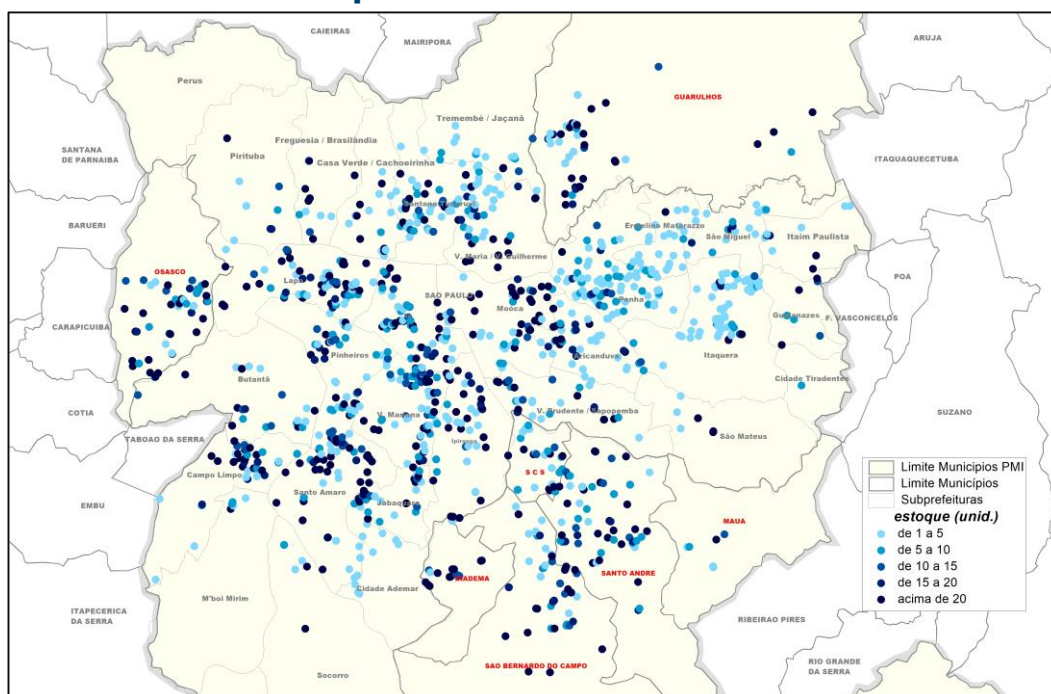 CAIEIRAS
MAIRIPORA
ARUJA
Perus
GUARULHOS
Tremembé / Jaçanã
Freguesia / Brasilândia
SANTANA
DE PARNAIBA
Pirituba
Casa Verde / Cachoeirinha
ITAQUAQUECETUBA
Santana Tucuruvi
BARUERI
Ermelino Matarazzo
São Miguel
Itaim Paulista
V. Maria / V. Guilherme
OSASCO
POA
Lapa
SAO PAULO
Penha
Mooca
CARAPICUIBA
Guaianazes
F. VASCONCELOS
Pinheiros
Aricanduva
Itaquera
Butantã
Cidade Tiradentes
COTIA
SUZANO
V. Mariana
V. Prudente / Sapopemba
TABOAO DA SERRA
Ipiranga
São Mateus
Campo Limpo
S C S
Limite Municipios PMI
Limite Municípios
Subprefeituras
estoque (unid.)
de 1 a 5
de 5 a 10
de 10 a 15
de 15 a 20
acima de 20
Santo Amaro
Jabaquara
EMBU
MAUA
DIADEMA
SANTO ANDRE
Cidade Ademar
M'boi Mirim
ITAPECERICA
DA SERRA
RIBEIRAO PIRES
SAO BERNARDO DO CAMPO
RIO GRANDE
DA SERRA
Socorro